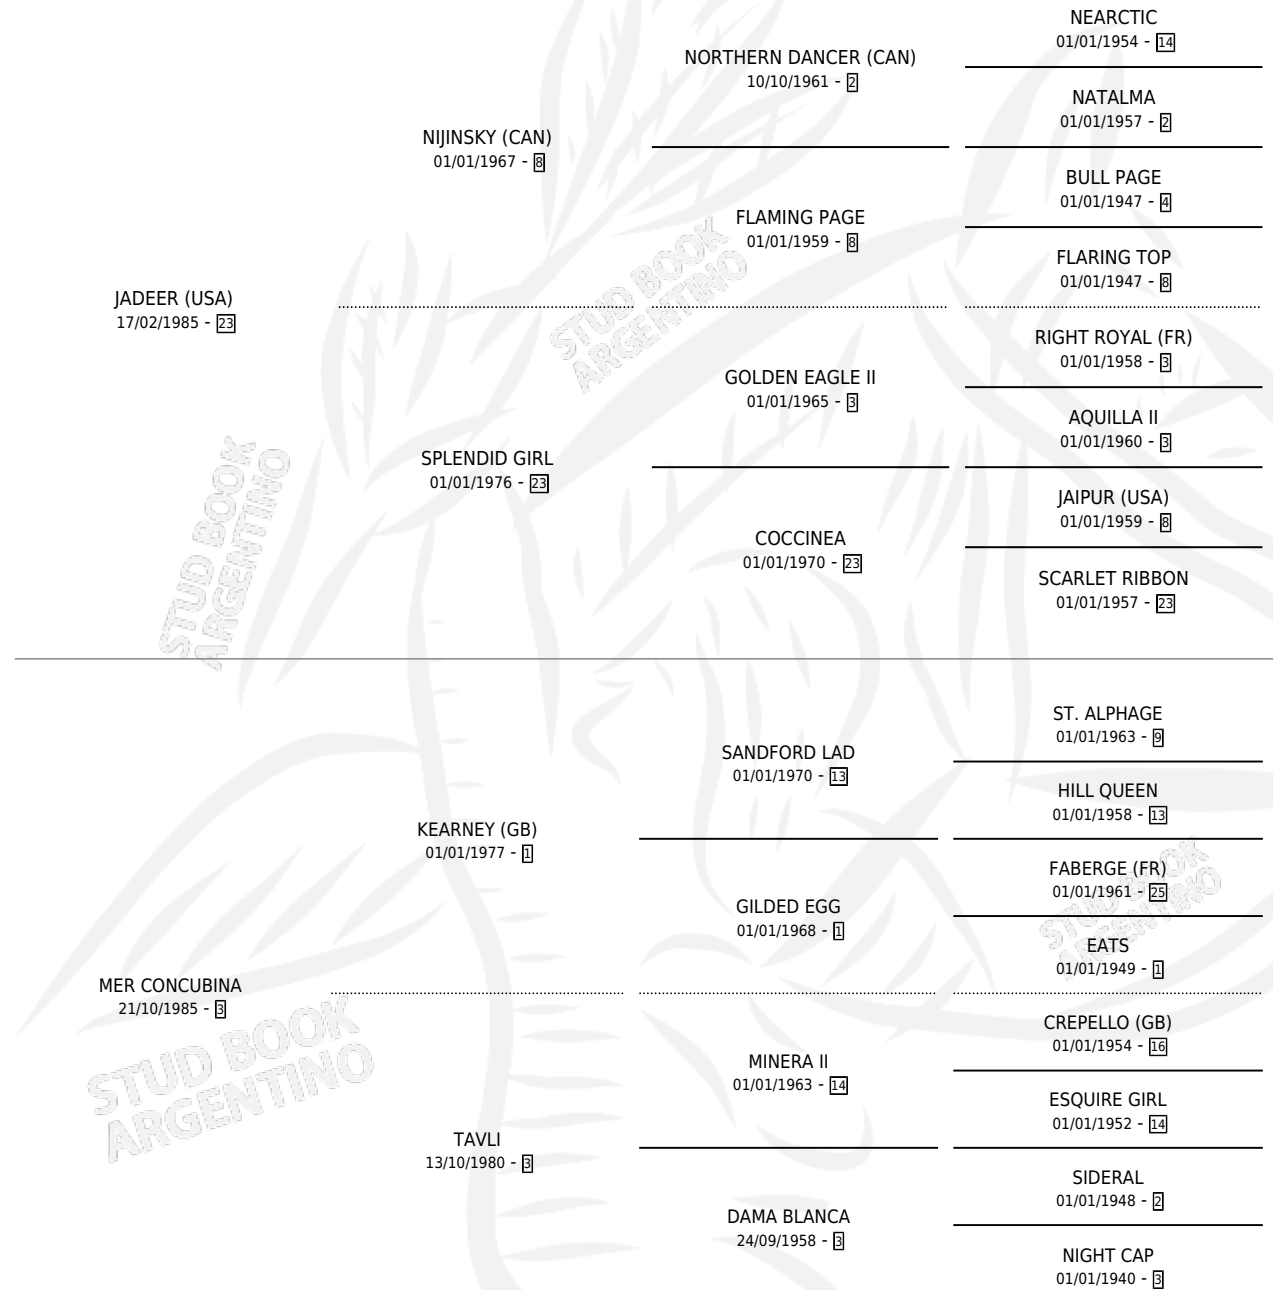 JADEER (USA)
17/02/1985 - 23
NIJINSKY (CAN)
01/01/1967 - 8
SPLENDID GIRL
01/01/1976 - 23
NORTHERN DANCER (CAN)
10/10/1961 - 2
FLAMING PAGE
01/01/1959 - 8
GOLDEN EAGLE II
01/01/1965 - 3
COCCINEA
01/01/1970 - 23
NEARCTIC
01/01/1954 - 14
NATALMA
01/01/1957 - 2
BULL PAGE
01/01/1947 - 4
FLARING TOP
01/01/1947 - 8
RIGHT ROYAL (FR)
01/01/1958 - 3
AQUILLA II
01/01/1960 - 3
JAIPUR (USA)
01/01/1959 - 8
SCARLET RIBBON
01/01/1957 - 23
MER CONCUBINA
21/10/1985 - 3
KEARNEY (GB)
01/01/1977 - 1
TAVLI
13/10/1980 - 3
SANDFORD LAD
01/01/1970 - 13
GILDED EGG
01/01/1968 - 1
MINERA II
01/01/1963 - 14
DAMA BLANCA
24/09/1958 - 3
ST. ALPHAGE
01/01/1963 - 9
HILL QUEEN
01/01/1958 - 13
FABERGE (FR)
01/01/1961 - 25
EATS
01/01/1949 - 1
CREPELLO (GB)
01/01/1954 - 16
ESQUIRE GIRL
01/01/1952 - 14
SIDERAL
01/01/1948 - 2
NIGHT CAP
01/01/1940 - 3
STUD BOOK
ARGENTINO
STUD BOOK
ARGENTINO
STUD BOOK
ARGENTINO
STUD BOOK
ARGENTINO